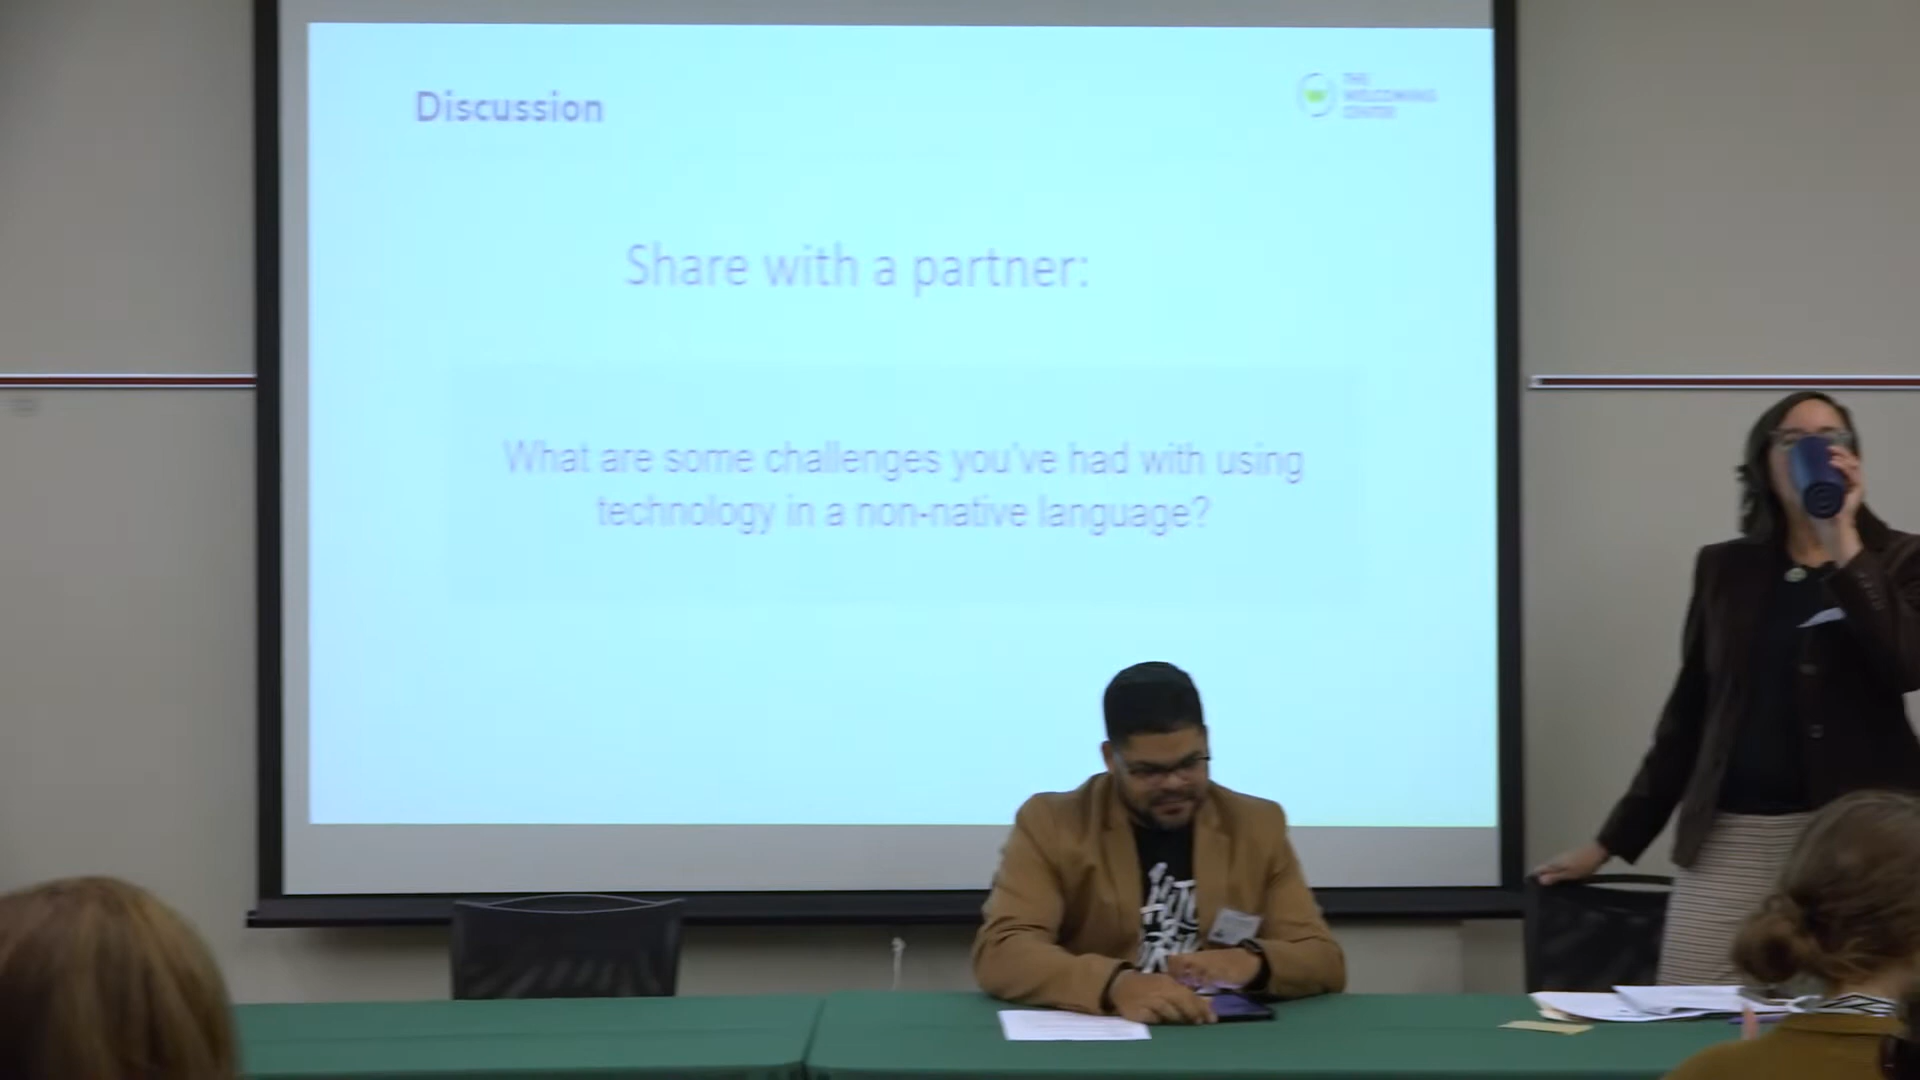 Discussion
THE
WELCOMING
CENTER
Share with a partner:
What are some challenges you've had with using
technology in a non-native language?